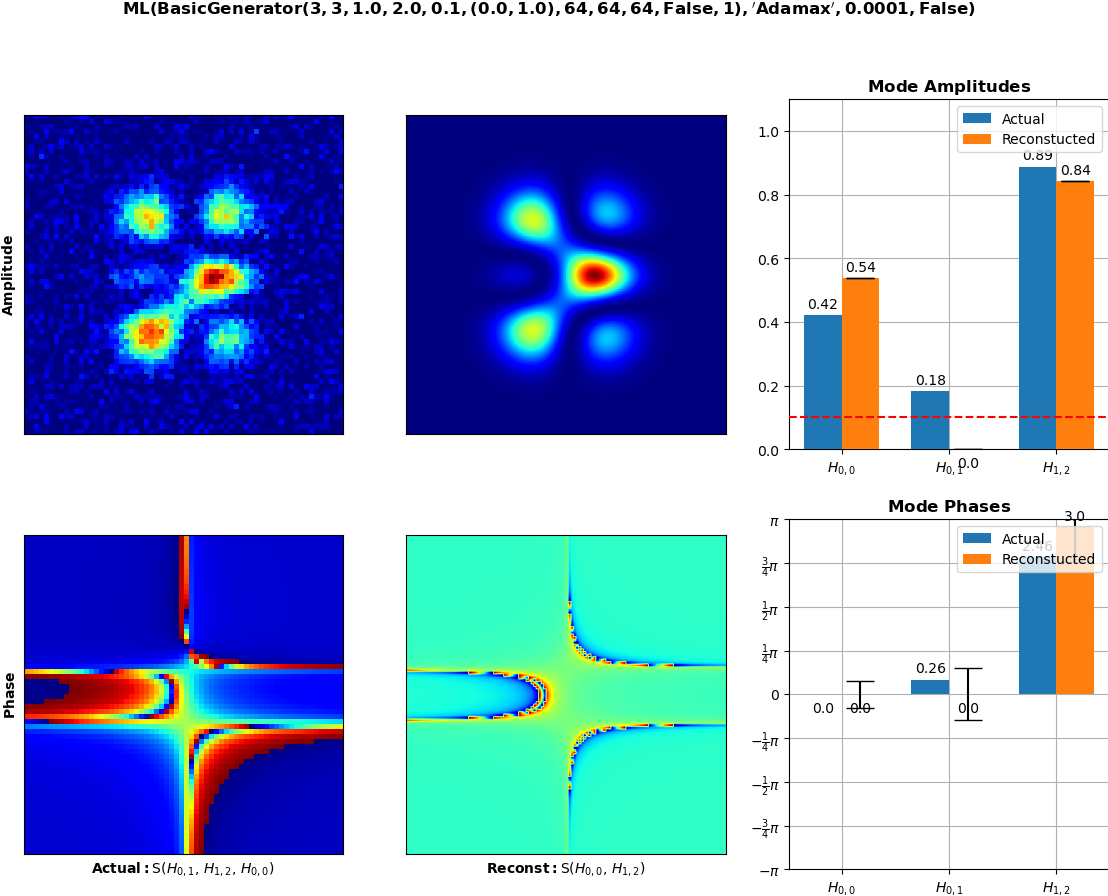 ML(BasicGenerator(3, 3, 1.0, 2.0, 0.1, (0.0, 1.0), 64, 64, 64, False, 1), ′Adamax′, 0.0001, False)
Amplitude
Mode Amplitudes
Actual
Reconstucted
1.0
0.8
0.6
0.4
0.2
0.0
0.42
0.54
0.18
0.0
0.89
0.84
H0,0
H0,1
H1,2
Phase
Actual: S(H0,1, H1,2, H0,0)
Reconst: S(H0,0, H1,2)
Mode Phases
Actual
Reconstucted
π
3/4π
1/2π
1/4π
0
−1/4π
−1/2π
−3/4π
−π
0.0
0.0
0.26
0.0
2.46
3.0
H0,0
H0,1
H1,2